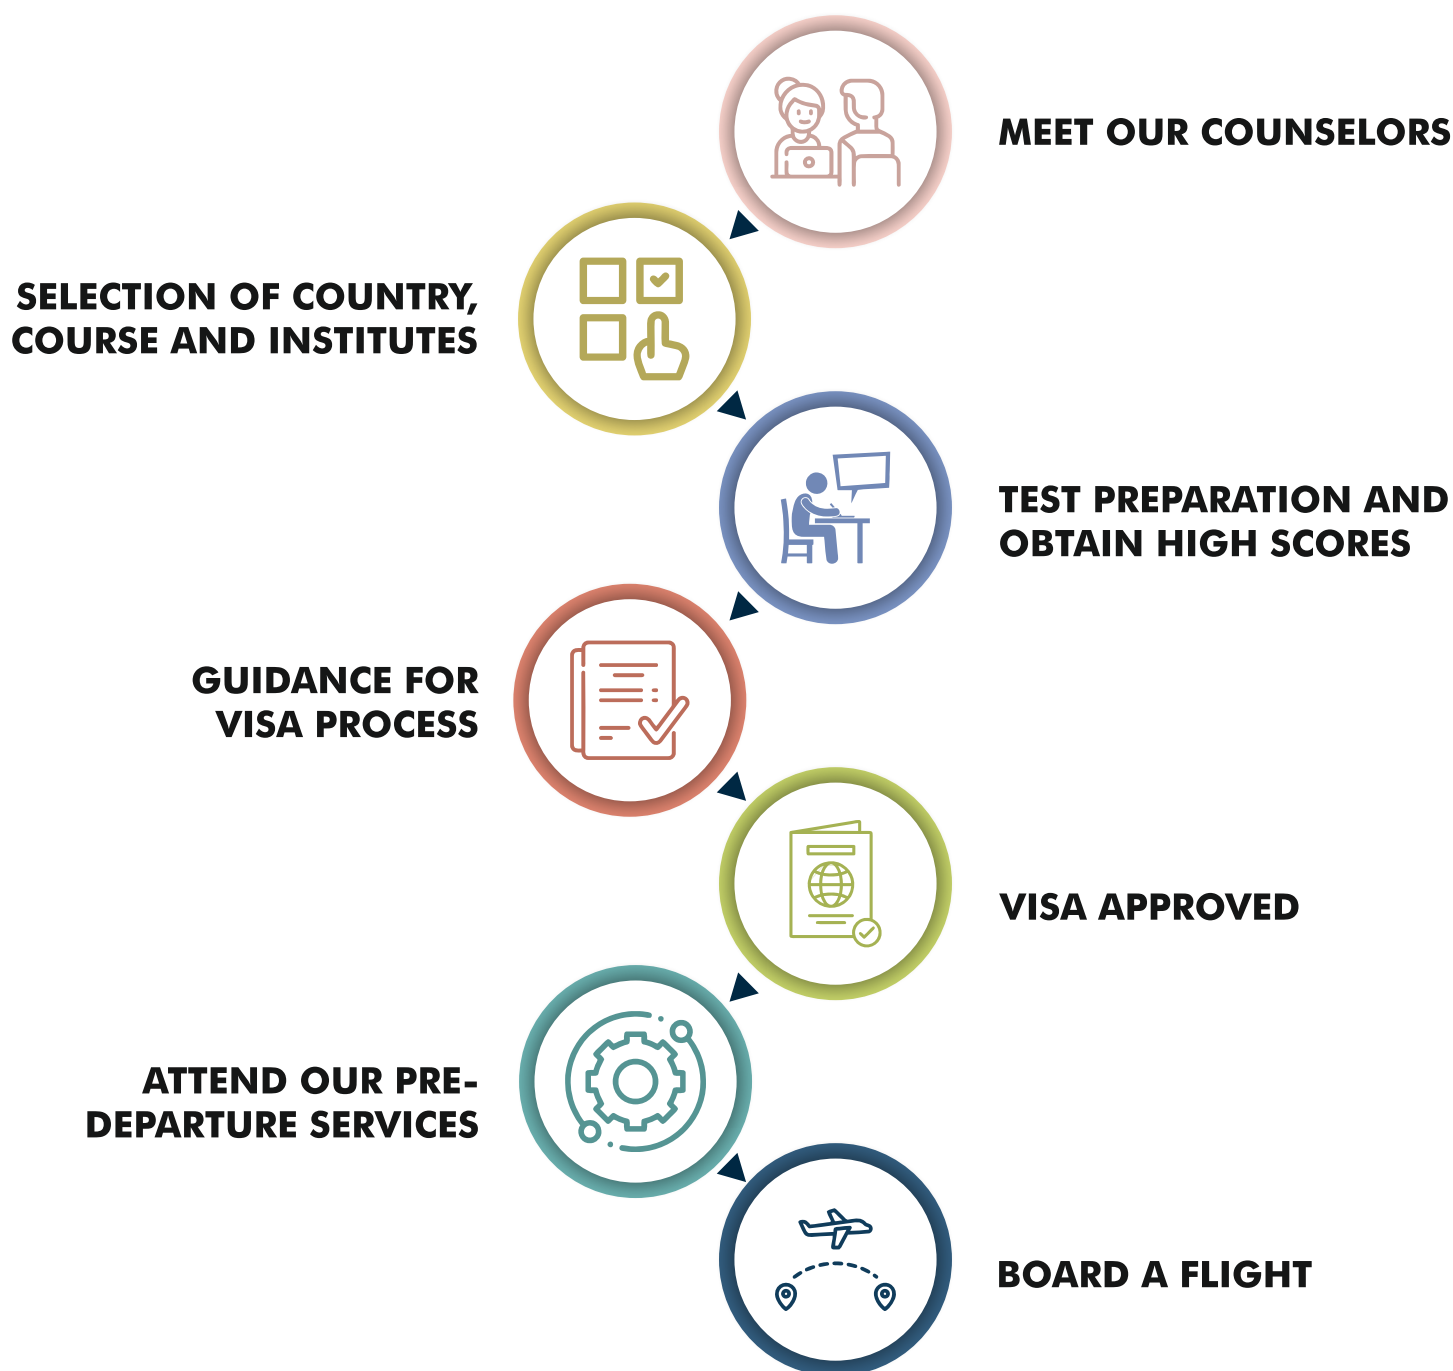 MEET OUR COUNSELORS
SELECTION OF COUNTRY,
COURSE AND INSTITUTES
TEST PREPARATION AND
OBTAIN HIGH SCORES
GUIDANCE FOR
VISA PROCESS
VISA APPROVED
ATTEND OUR PRE-
DEPARTURE SERVICES
BOARD A FLIGHT